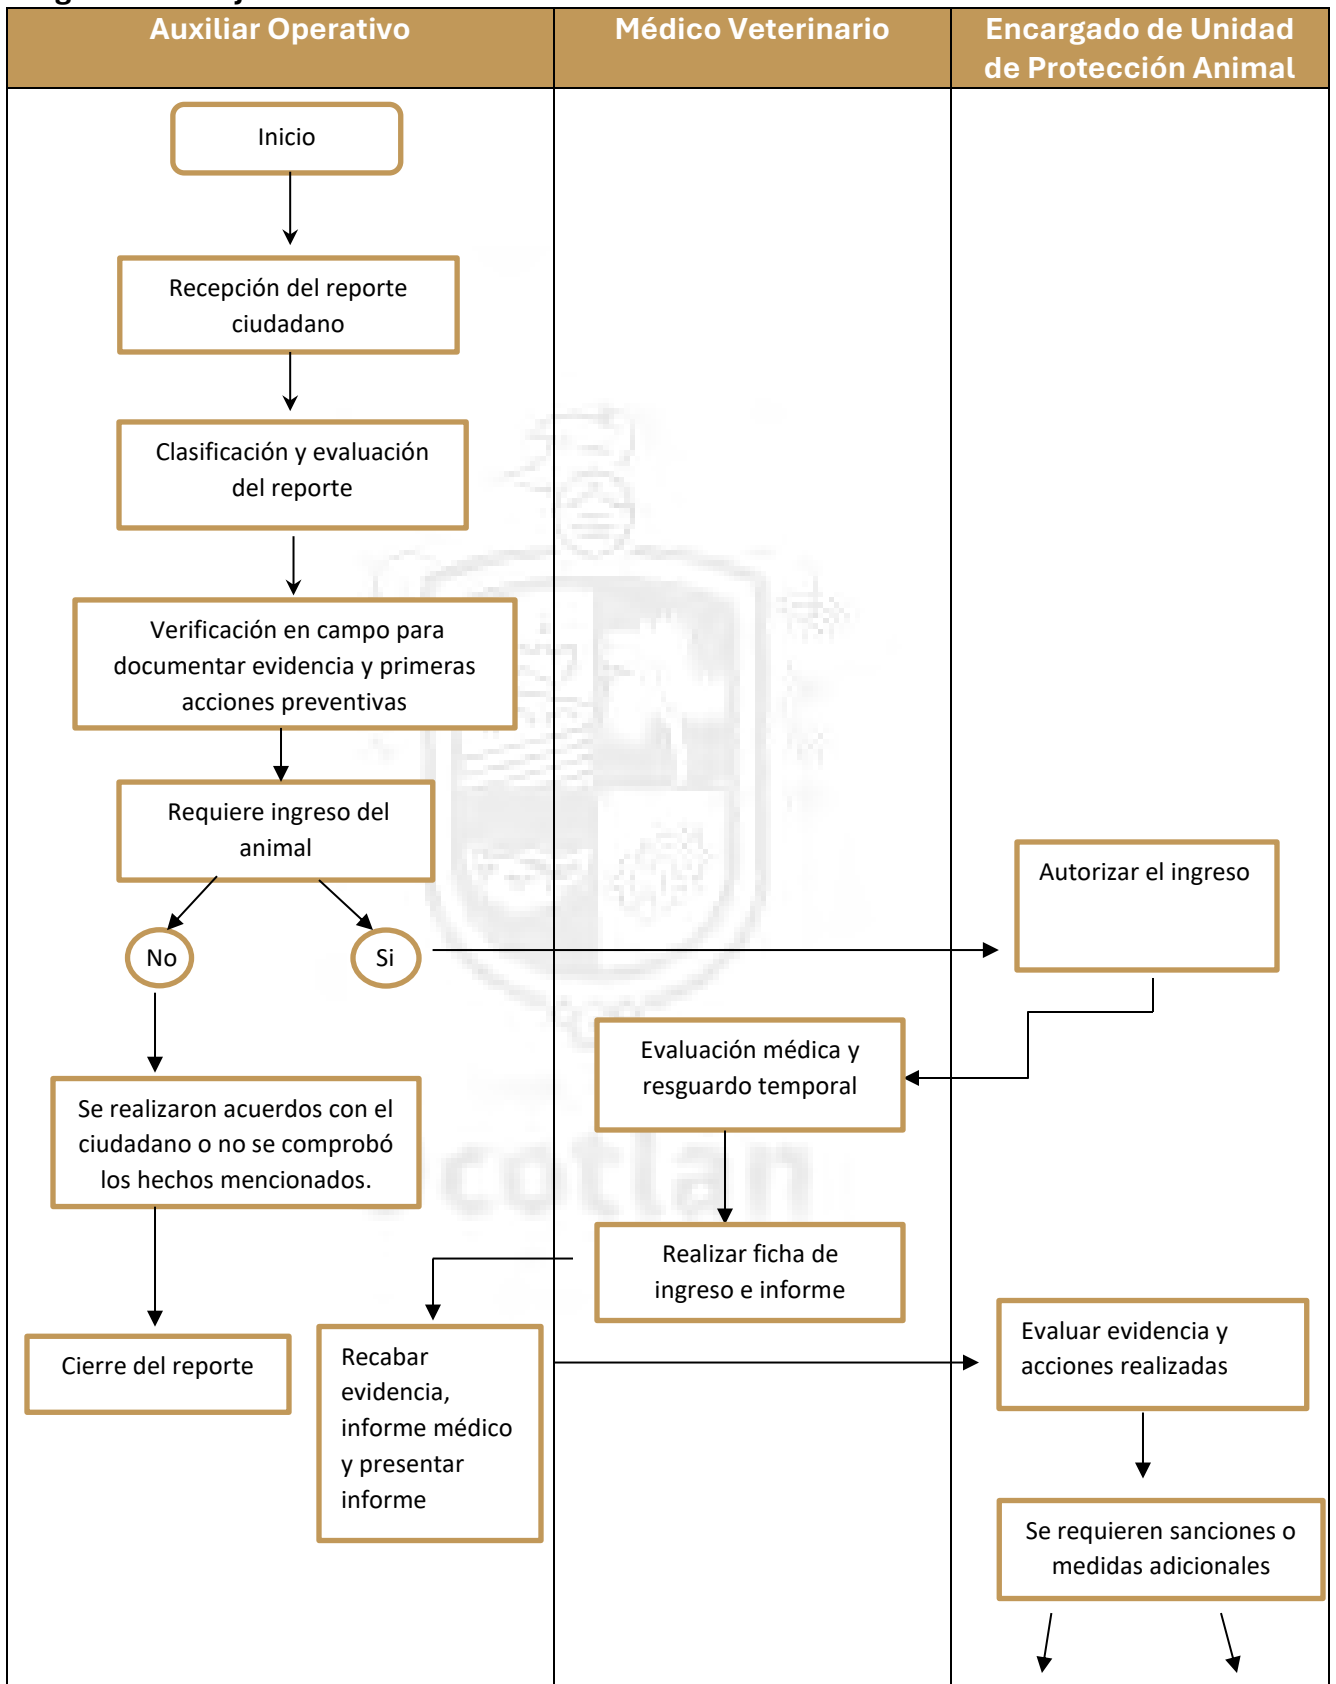 Auxiliar Operativo
Médico Veterinario
Encargado de Unidad
de Protección Animal
Inicio
Recepción del reporte
ciudadano
Clasificación y evaluación
del reporte
Verificación en campo para
documentar evidencia y primeras
acciones preventivas
Requiere ingreso del
animal
Autorizar el ingreso
No
Si
Evaluación médica y
resguardo temporal
Se realizaron acuerdos con el
ciudadano o no se comprobó
los hechos mencionados.
Realizar ficha de
ingreso e informe
Cierre del reporte
Recabar
evidencia,
informe médico
y presentar
informe
Evaluar evidencia y
acciones realizadas
Se requieren sanciones o
medidas adicionales